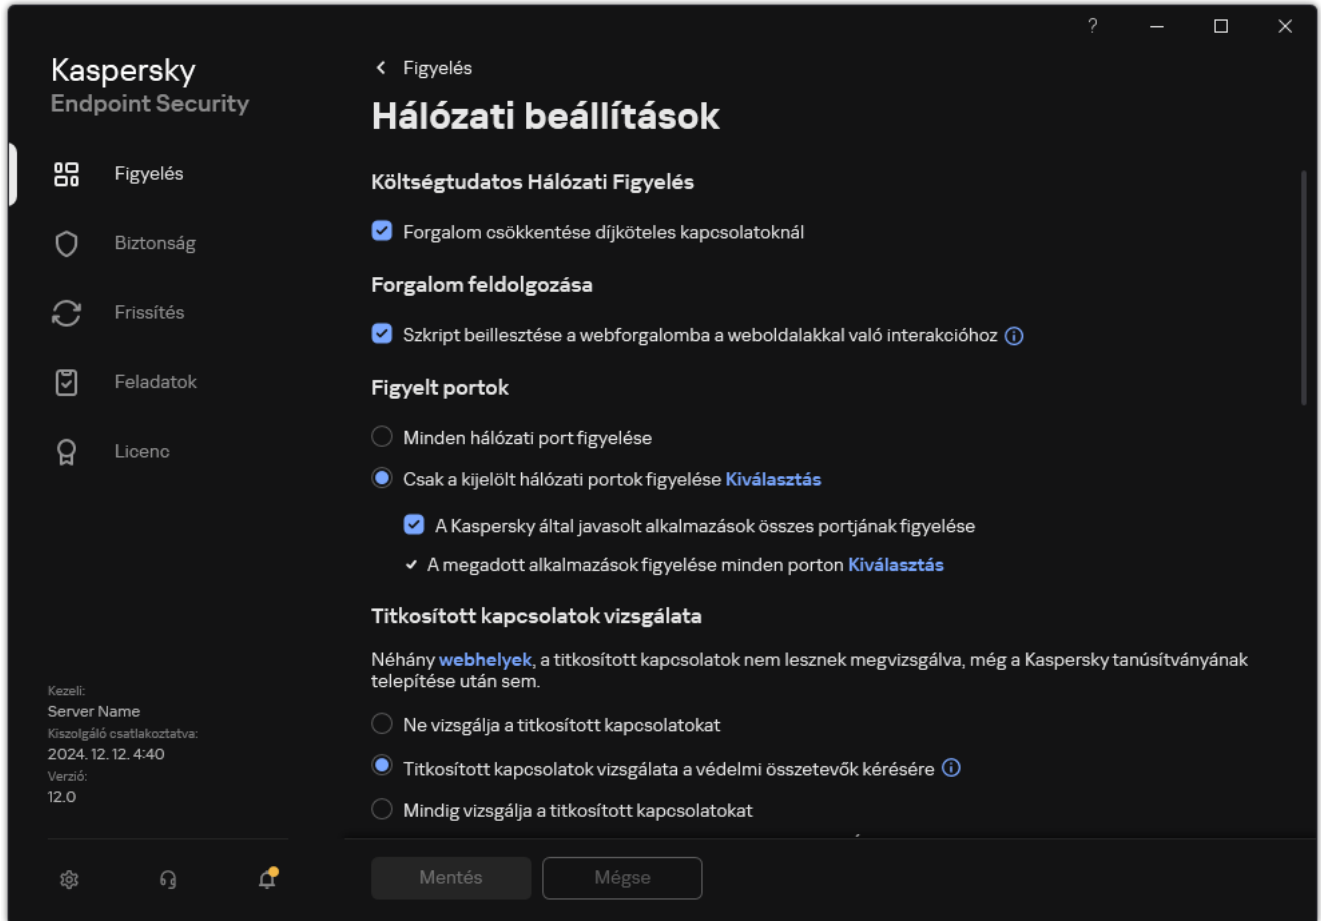 Kaspersky
Endpoint Security
Figyelés
Biztonság
Frissítés
Feladatok
Licenc
Kezeli:
Server Name
Kiszolgáló csatlakoztatva:
2024. 12. 12. 4:40
Verzió:
12.0
?
Figyelés
Hálózati beállítások
Költségtudatos Hálózati Figyelés
Forgalom csökkentése díjköteles kapcsolatoknál
Forgalom feldolgozása
Szkript beillesztése a webforgalomba a weboldalakkal való interakcióhoz
Figyelt portok
Minden hálózati port figyelése
Csak a kijelölt hálózati portok figyelése Kiválasztás
A Kaspersky által javasolt alkalmazások összes portjának figyelése
A megadott alkalmazások figyelése minden porton Kiválasztás
Titkosított kapcsolatok vizsgálata
Néhány webhelyek, a titkosított kapcsolatok nem lesznek megvizsgálva, még a Kaspersky tanúsítványának
telepítése után sem.
Ne vizsgálja a titkosított kapcsolatokat
Titkosított kapcsolatok vizsgálata a védelmi összetevők kérésére
Mindig vizsgálja a titkosított kapcsolatokat
Mentés
Mégse